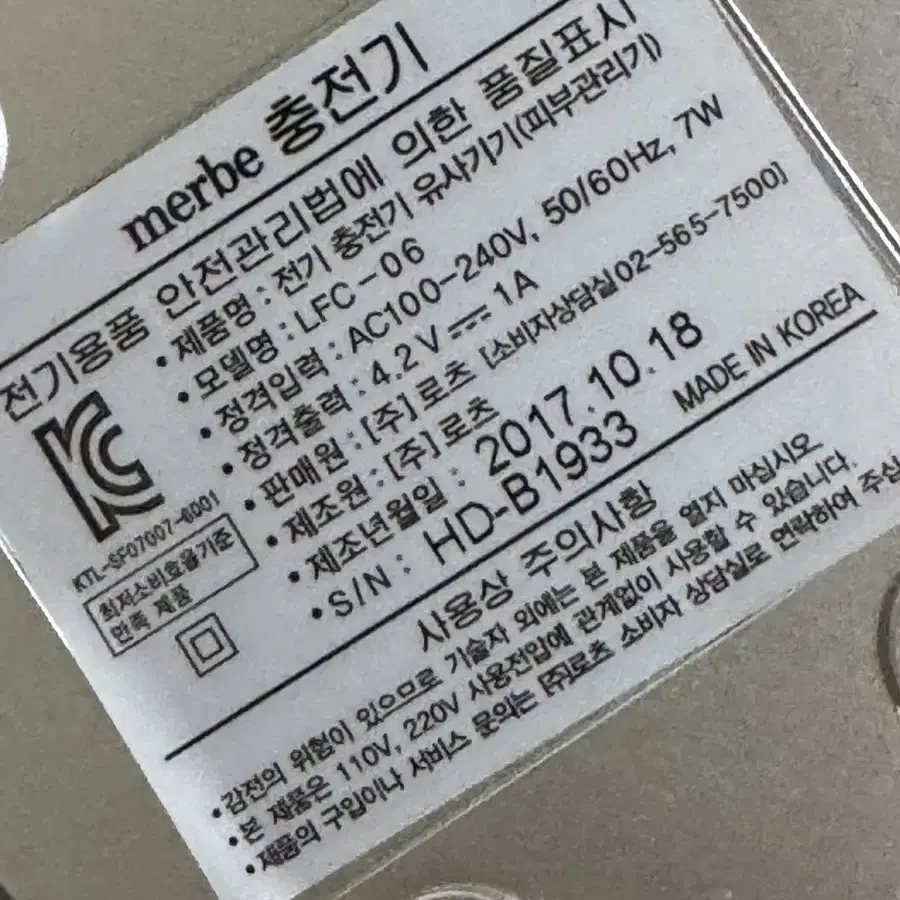 merbe 충전기
전기용품 안전관리법에 의한 품질표시
• 제품명 : 전기 충전기 유사기기(피부관리기)
• 모델명 : LFC-06
• 정격입력 : AC100-240V, 50/60Hz, 7W
• 정격출력 : 4.2V ⎓ 1A
• 판매원 : [주]로츠 [소비자상담실02-565-7500]
• 제조원 : [주]로츠
• 제조년월일 : 2017.10.18
• S/N : HD-B1933
MADE IN KOREA
KTL-SF07007-6001
최저소비효율기준
만족 제품
사용상 주의사항
• 감전의 위험이 있으므로 기술자 외에는 본 제품을 열지 마십시오
• 본 제품은 110V, 220V 사용전압에 관계없이 사용할 수 있습니다.
• 제품의 구입이나 서비스 문의는 [주]로츠 소비자 상담실로 연락하여 주십